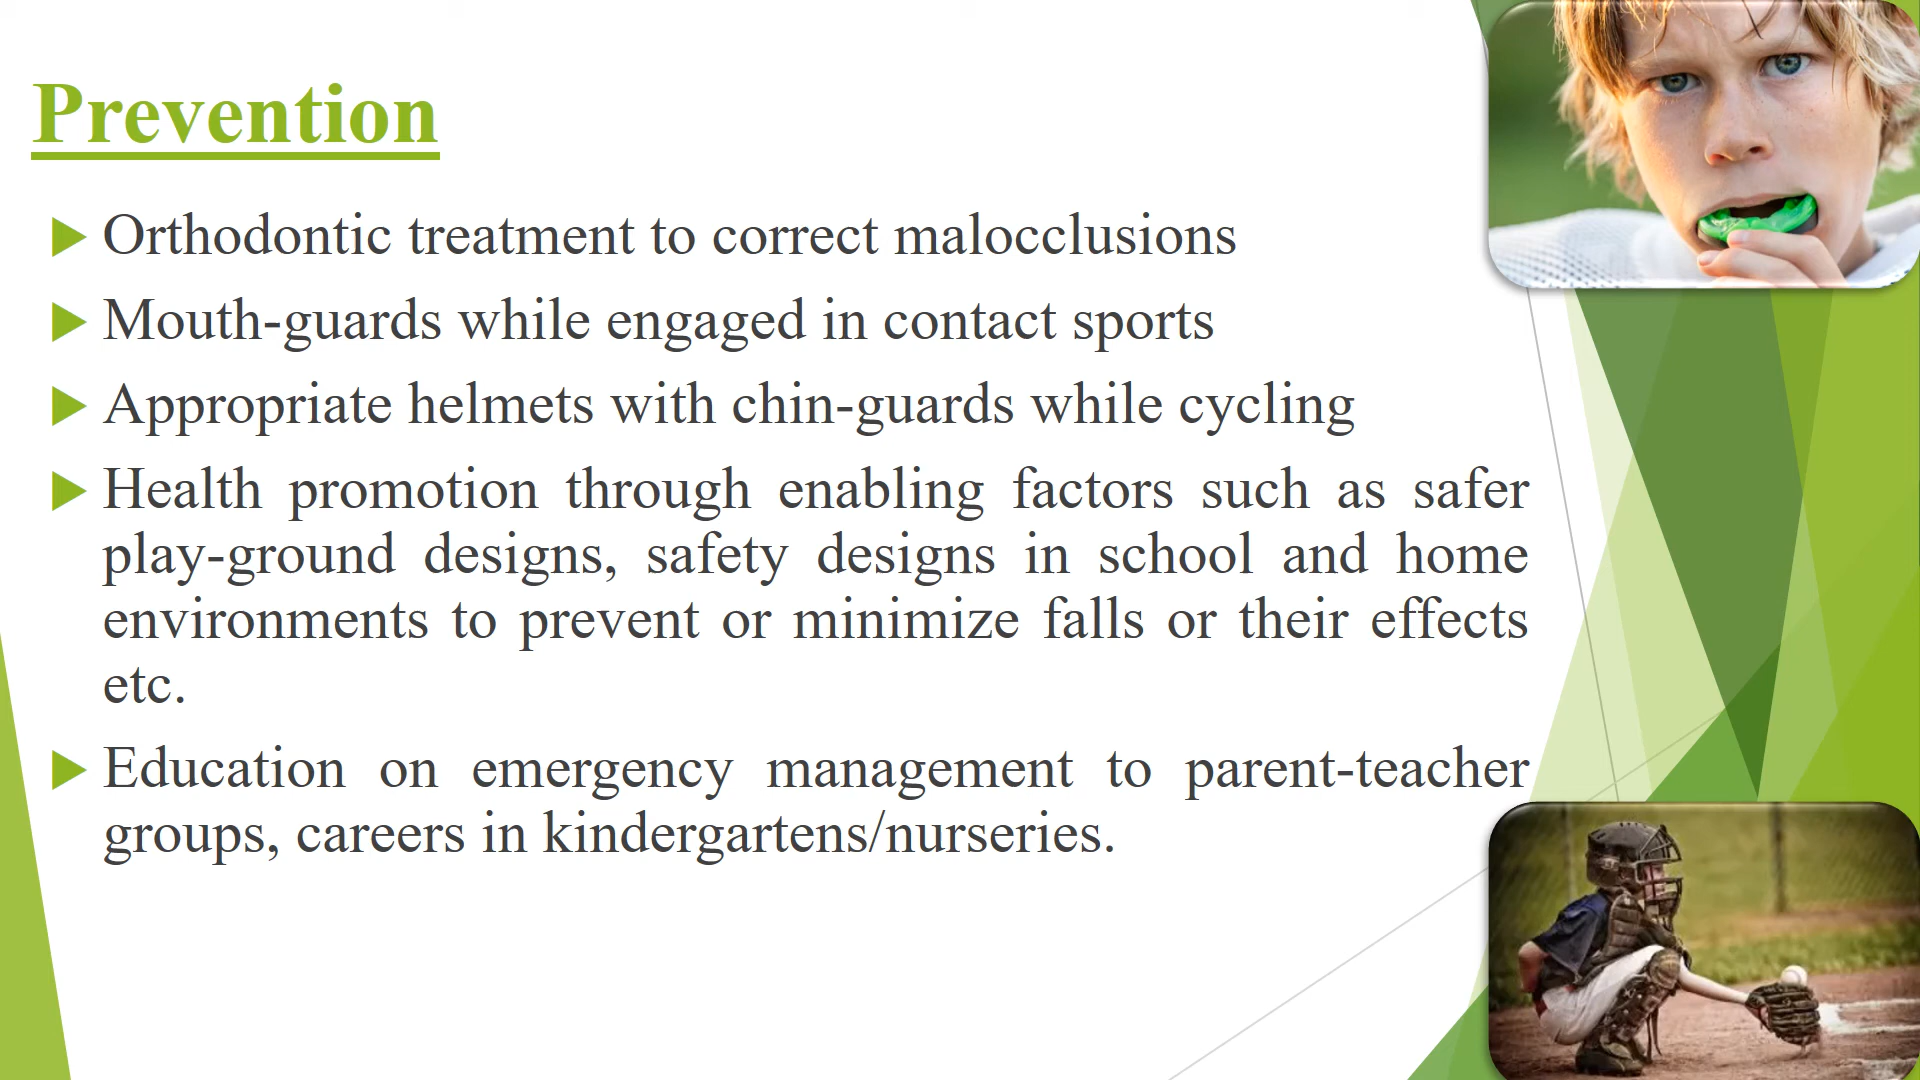 Prevention
Orthodontic treatment to correct malocclusions
Mouth-guards while engaged in contact sports
Appropriate helmets with chin-guards while cycling
Health promotion through enabling factors such as safer
play-ground designs, safety designs in school and home
environments to prevent or minimize falls or their effects
etc.
Education on emergency management to parent-teacher
groups, careers in kindergartens/nurseries.